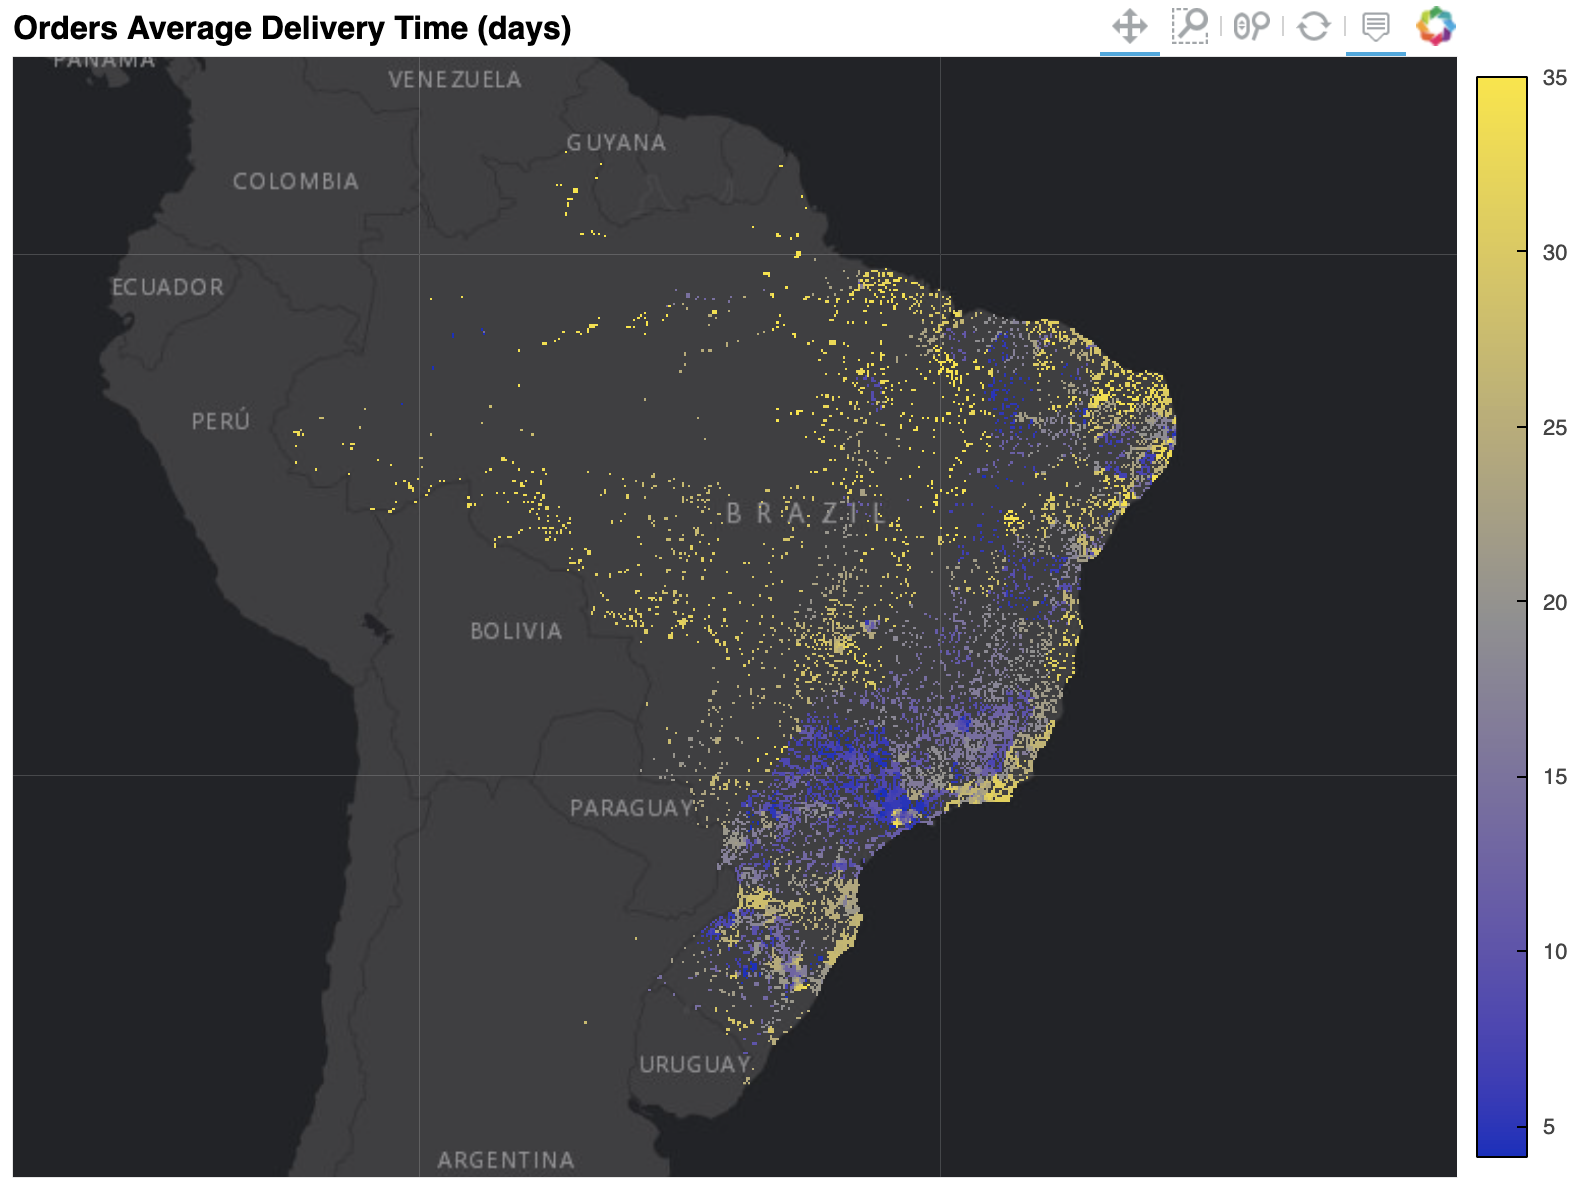 Orders Average Delivery Time (days)
PANAMA
VENEZUELA
GUYANA
COLOMBIA
ECUADOR
PERÚ
BRAZIL
BOLIVIA
PARAGUAY
URUGUAY
ARGENTINA
35
30
25
20
15
10
5